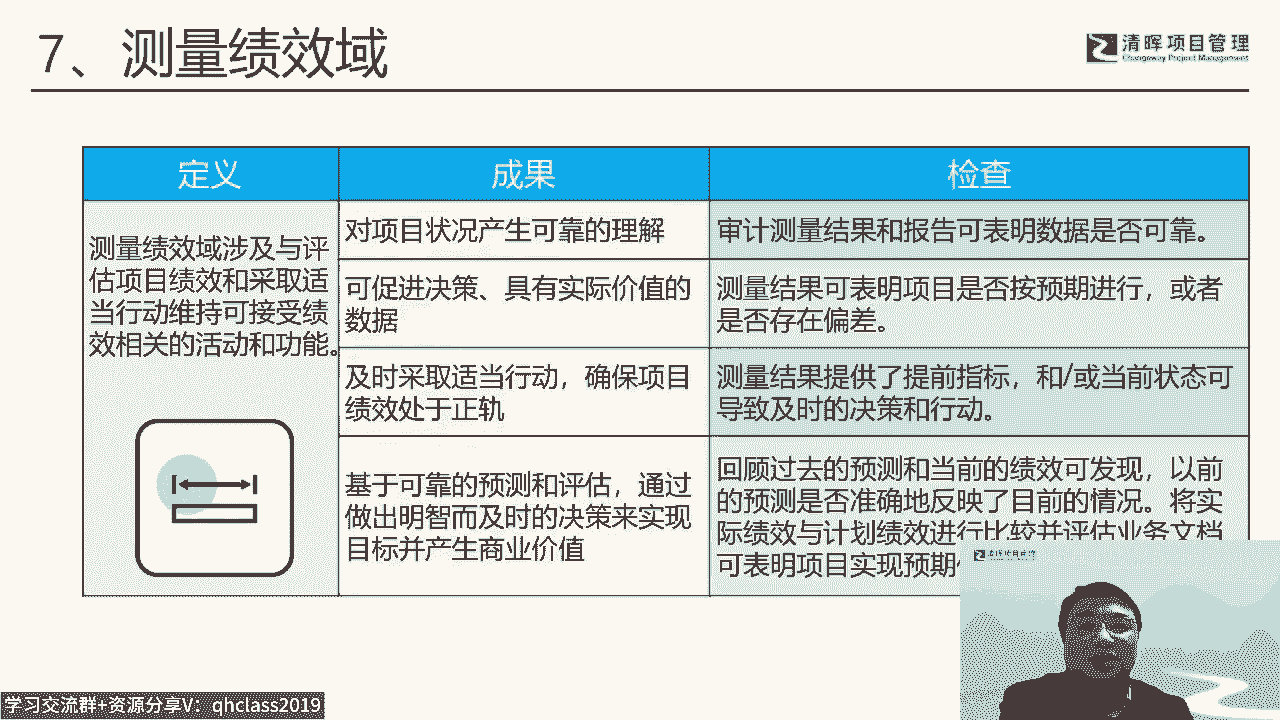 7、测量绩效域
清晖项目管理
Changeway Project Management
定义
成果
检查
测量绩效域涉及与评
估项目绩效和采取适
当行动维持可接受绩
效相关的活动和功能。
对项目状况产生可靠的理解
审计测量结果和报告可表明数据是否可靠。
可促进决策、具有实际价值的
数据
测量结果可表明项目是否按预期进行，或者
是否存在偏差。
及时采取适当行动，确保项目
绩效处于正轨
测量结果提供了提前指标，和/或当前状态可
导致及时的决策和行动。
基于可靠的预测和评估，通过
做出明智而及时的决策来实现
目标并产生商业价值
回顾过去的预测和当前的绩效可发现，以前
的预测是否准确地反映了目前的情况。将实
际绩效与计划绩效进行比较并评估业务文档
可表明项目实现预期
清晖项目管理
学习交流群+资源分享V：qhclass2019